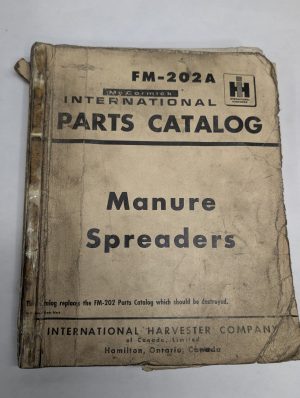 FM-202A
McCormick
INTERNATIONAL
IH
PARTS CATALOG
Manure
Spreaders
catalog replaces the FM-202 Parts Catalog which should be destroyed.
INTERNATIONAL HARVESTER COMPANY
of Canada, Limited
Hamilton, Ontario, Canada